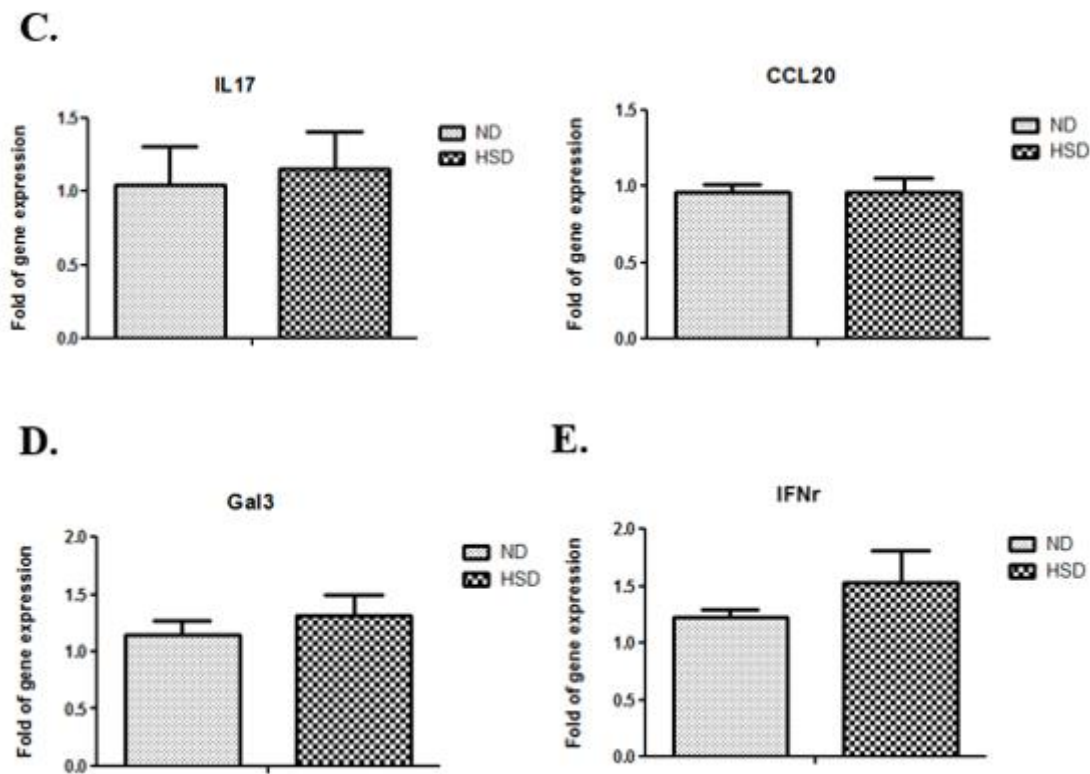 C.
IL17
Fold of gene expression
1.5
1.0
0.5
0.0
ND
HSD
CCL20
Fold of gene expression
1.5
1.0
0.5
0.0
ND
HSD
D.
Gal3
Fold of gene expression
2.0
1.5
1.0
0.5
0.0
ND
HSD
E.
IFNr
Fold of gene expression
2.0
1.5
1.0
0.5
0.0
ND
HSD